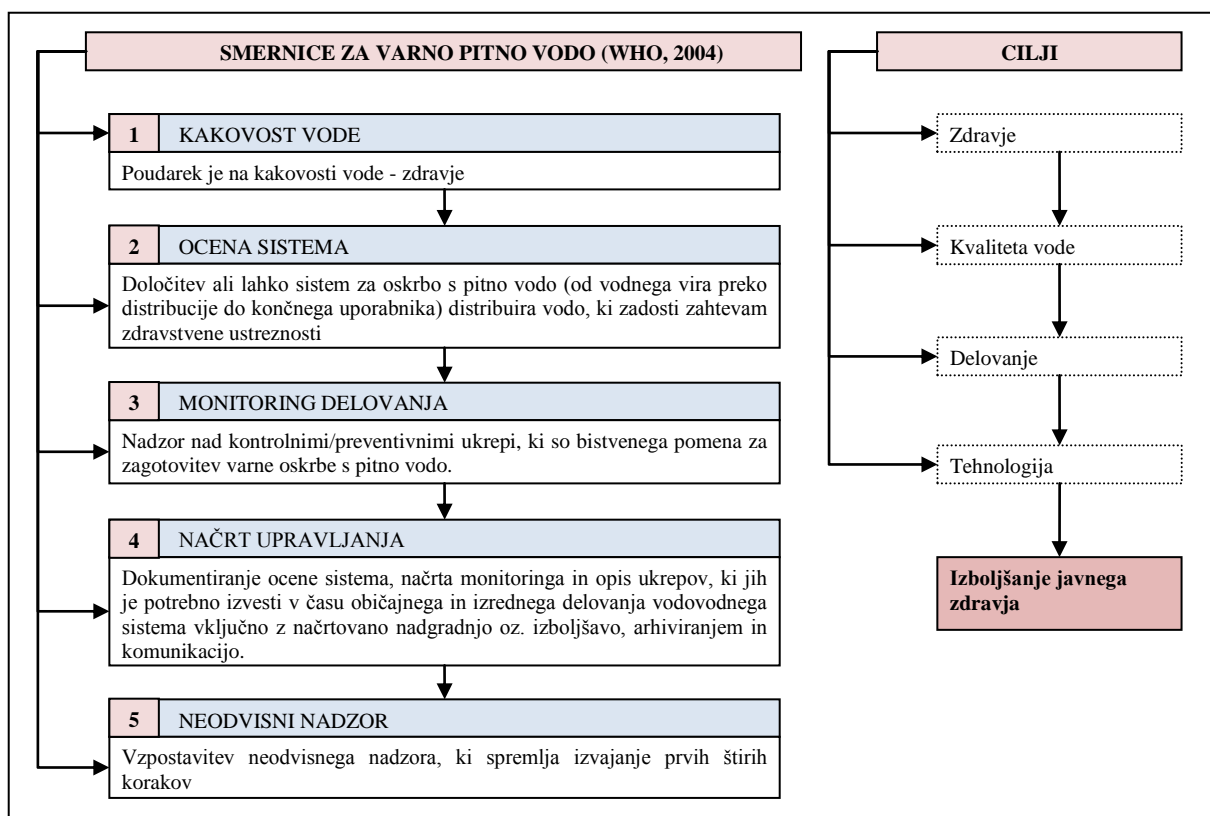 SMERNICE ZA VARNO PITNO VODO (WHO, 2004)
1 KAKOVOST VODE
Poudarek je na kakovosti vode - zdravje
2 OCENA SISTEMA
Določitev ali lahko sistem za oskrbo s pitno vodo (od vodnega vira preko
distribucije do končnega uporabnika) distribuira vodo, ki zadosti zahtevam
zdravstvene ustreznosti
3 MONITORING DELOVANJA
Nadzor nad kontrolnimi/preventivnimi ukrepi, ki so bistvenega pomena za
zagotovitev varne oskrbe s pitno vodo.
4 NAČRT UPRAVLJANJA
Dokumentiranje ocene sistema, načrta monitoringa in opis ukrepov, ki jih
je potrebno izvesti v času običajnega in izrednega delovanja vodovodnega
sistema vključno z načrtovano nadgradnjo oz. izboljšavo, arhiviranjem in
komunikacijo.
5 NEODVISNI NADZOR
Vzpostavitev neodvisnega nadzora, ki spremlja izvajanje prvih štirih
korakov
CILJI
Zdravje
Kvaliteta vode
Delovanje
Tehnologija
Izboljšanje javnega
zdravja